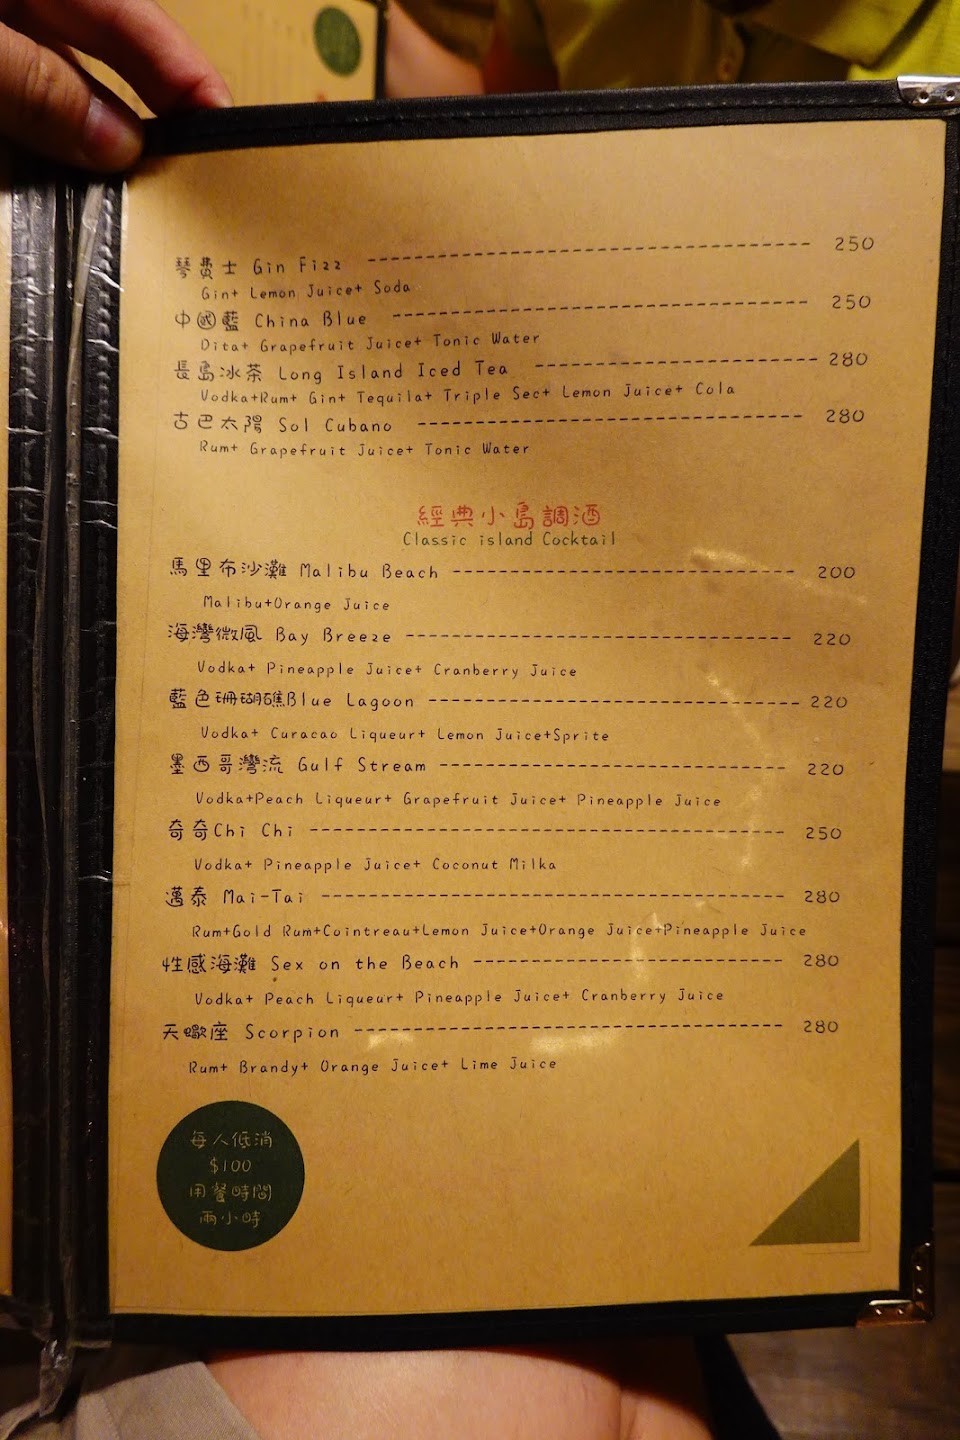 琴費士 Gin Fizz ---------------- 250
Gin+ Lemon Juice+ Soda
中國藍 China Blue ---------------- 250
Dita+ Grapefruit Juice+ Tonic Water
長島冰茶 Long Island Iced Tea ---------------- 280
Vodka+Rum+ Gin+ Tequila+ Triple Sec+ Lemon Juice+ Cola
古巴太陽 Sol Cubano ---------------- 280
Rum+ Grapefruit Juice+ Tonic Water
經典小島調酒
Classic island Cocktail
馬里布沙灘 Malibu Beach ---------------- 200
Malibu+Orange Juice
海灣微風 Bay Breeze ---------------- 220
Vodka+ Pineapple Juice+ Cranberry Juice
藍色珊瑚礁Blue Lagoon ---------------- 220
Vodka+ Curacao Liqueur+ Lemon Juice+Sprite
墨西哥灣流 Gulf Stream ---------------- 220
Vodka+Peach Liqueur+ Grapefruit Juice+ Pineapple Juice
奇奇Chi Chi ---------------- 250
Vodka+ Pineapple Juice+ Coconut Milka
邁泰 Mai-Tai ---------------- 280
Rum+Gold Rum+Cointreau+Lemon Juice+Orange Juice+Pineapple Juice
性感海灘 Sex on the Beach ---------------- 280
Vodka+ Peach Liqueur+ Pineapple Juice+ Cranberry Juice
天蠍座 Scorpion ---------------- 280
Rum+ Brandy+ Orange Juice+ Lime Juice
每人低消
$100
用餐時間
兩小時